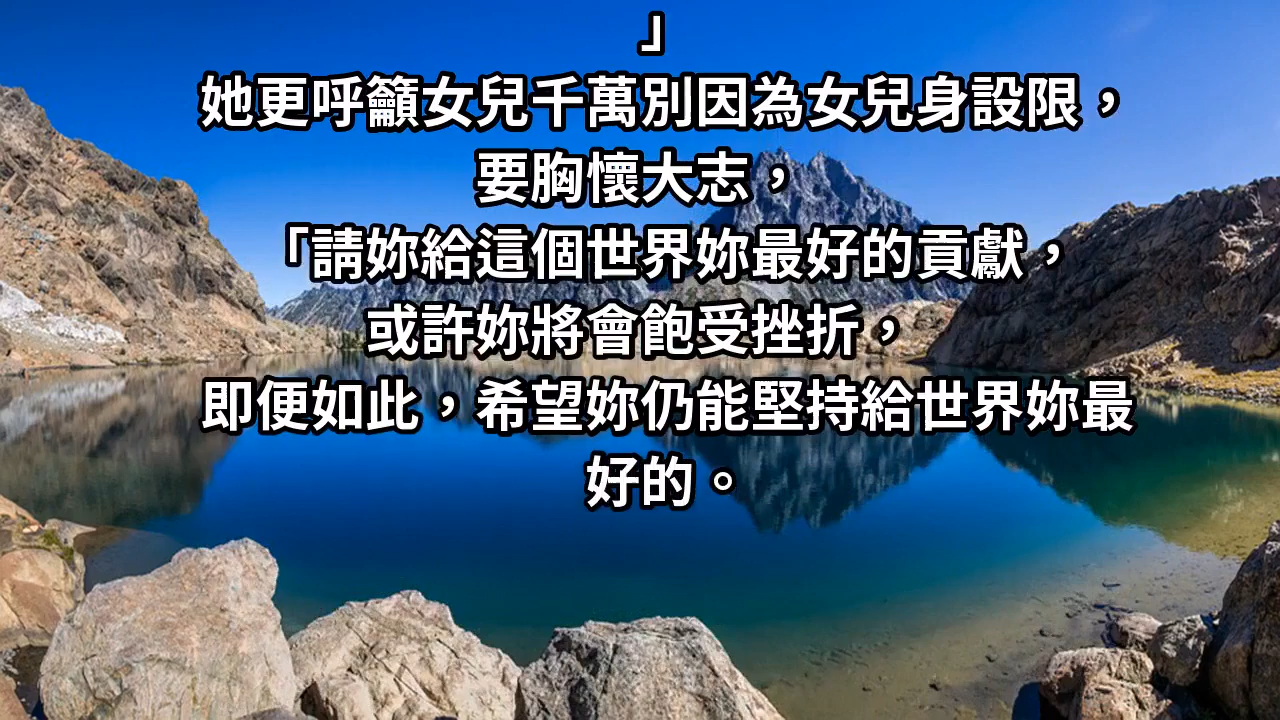 」
她更呼籲女兒千萬別因為女兒身設限，
要胸懷大志，
「請妳給這個世界妳最好的貢獻，
或許妳將會飽受挫折，
即便如此，希望妳仍能堅持給世界妳最
好的。